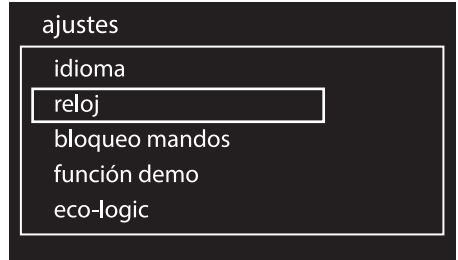 ajustes
idioma
reloj
bloqueo mandos
función demo
eco-logic